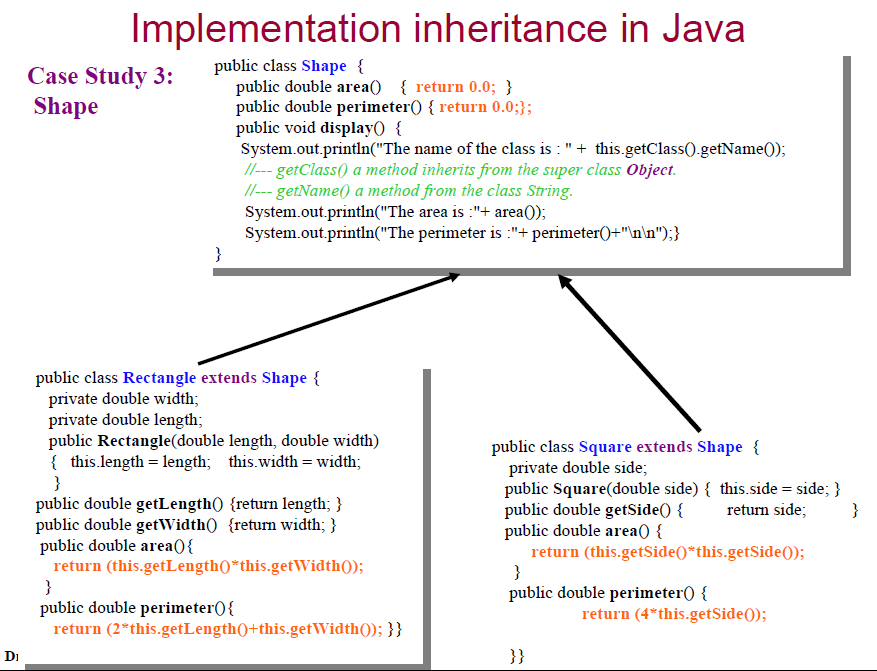 Implementation inheritance in Java
Case Study 3:
Shape
public class Shape {
public double area() { return 0.0; }
public double perimeter() { return 0.0;};
public void display() {
System.out.println("The name of the class is : " + this.getClass().getName());
//--- getClass() a method inherits from the super class Object.
//--- getName() a method from the class String.
System.out.println("The area is :"+ area());
System.out.println("The perimeter is :"+ perimeter()+"\n\n");}
}
public class Rectangle extends Shape {
private double width;
private double length;
public Rectangle(double length, double width)
{ this.length = length; this.width = width;
}
public double getLength() {return length; }
public double getWidth() {return width; }
public double area(){
return (this.getLength()*this.getWidth());
}
public double perimeter(){
return (2*this.getLength()+this.getWidth()); }}
public class Square extends Shape {
private double side;
public Square(double side) { this.side = side; }
public double getSide() { return side; }
public double area() {
return (this.getSide()*this.getSide());
}
public double perimeter() {
return (4*this.getSide());
}}